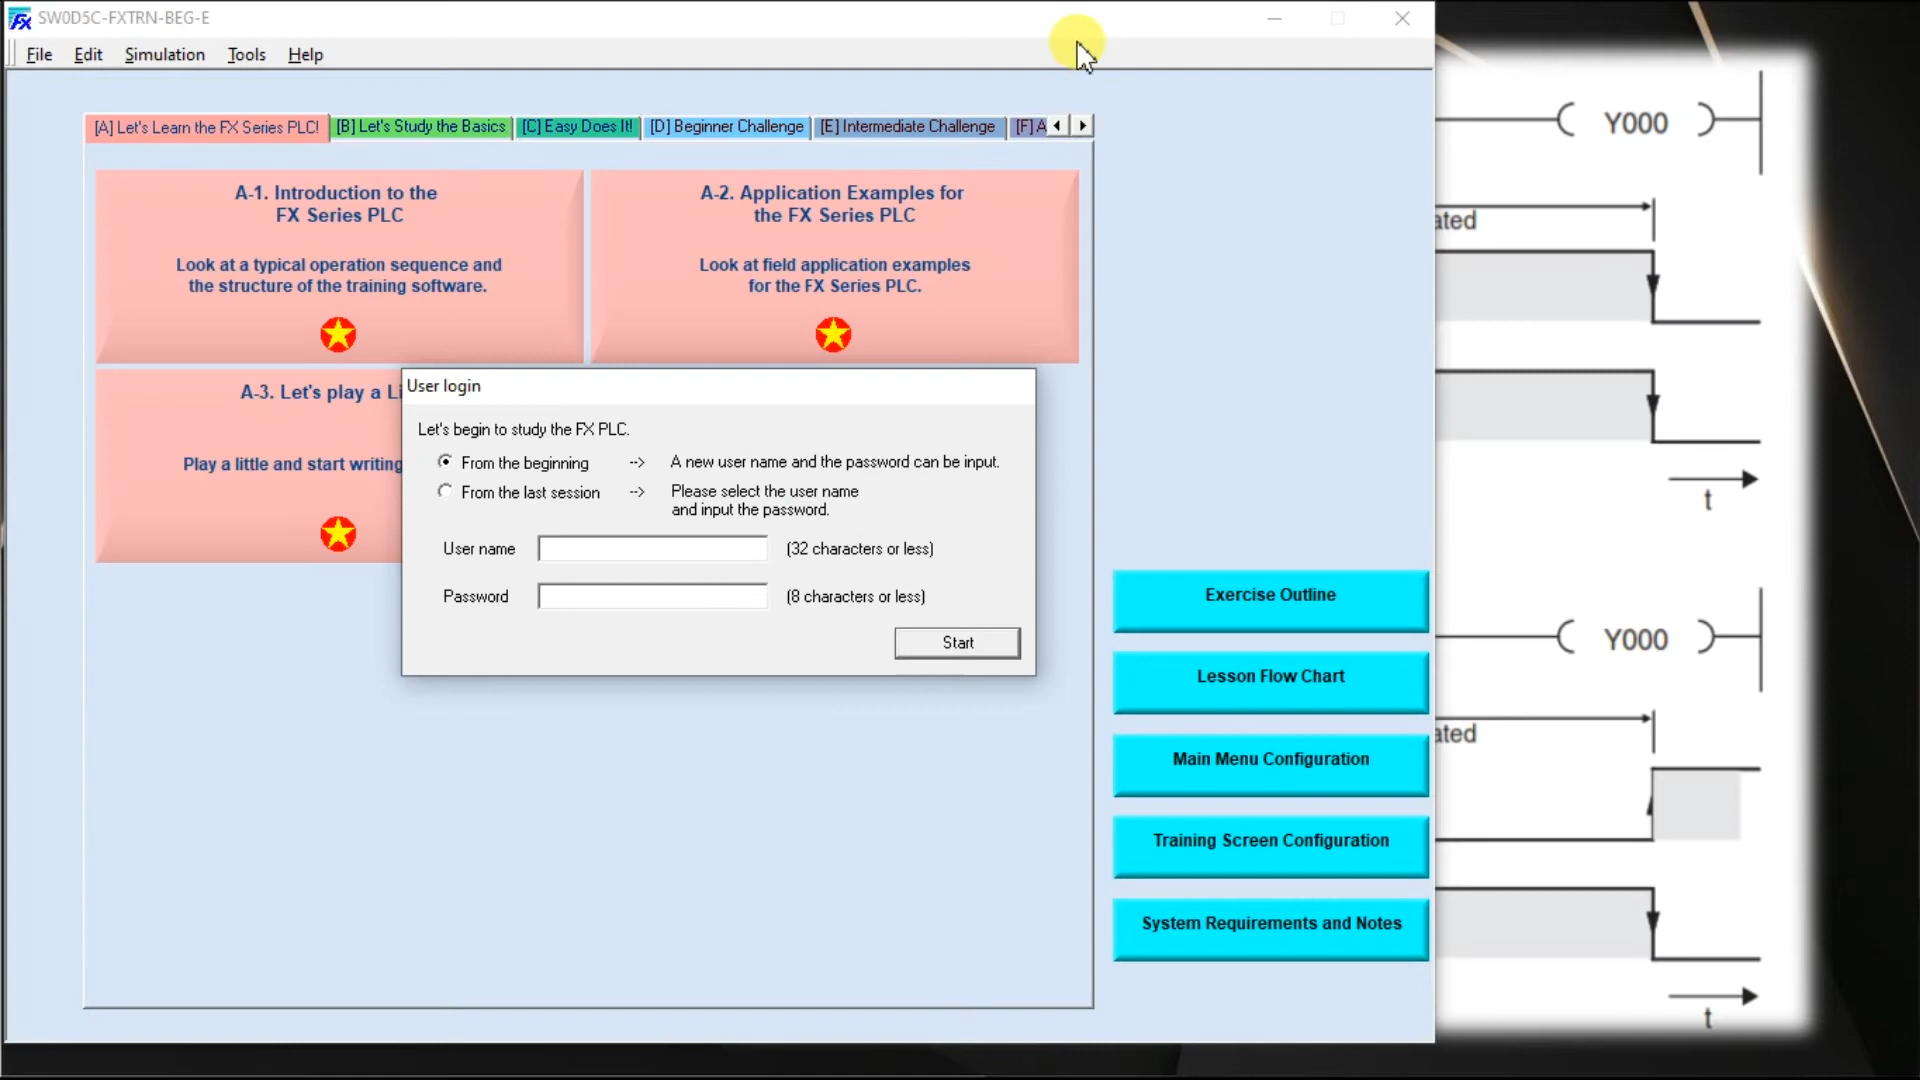 SW0D5C-FXTRN-BEG-E
File Edit Simulation Tools Help
[A] Let's Learn the FX Series PLC! [B] Let's Study the Basics [C] Easy Does It! [D] Beginner Challenge [E] Intermediate Challenge [F] A
A-1. Introduction to the
FX Series PLC
Look at a typical operation sequence and
the structure of the training software.
A-2. Application Examples for
the FX Series PLC
Look at field application examples
for the FX Series PLC.
A-3. Let's play a Li
Play a little and start writing
User login
Let's begin to study the FX PLC.
From the beginning --> A new user name and the password can be input.
From the last session --> Please select the user name
and input the password.
User name (32 characters or less)
Password (8 characters or less)
Start
Exercise Outline
Lesson Flow Chart
Main Menu Configuration
Training Screen Configuration
System Requirements and Notes
Y000
ated
t
Y000
ated
t